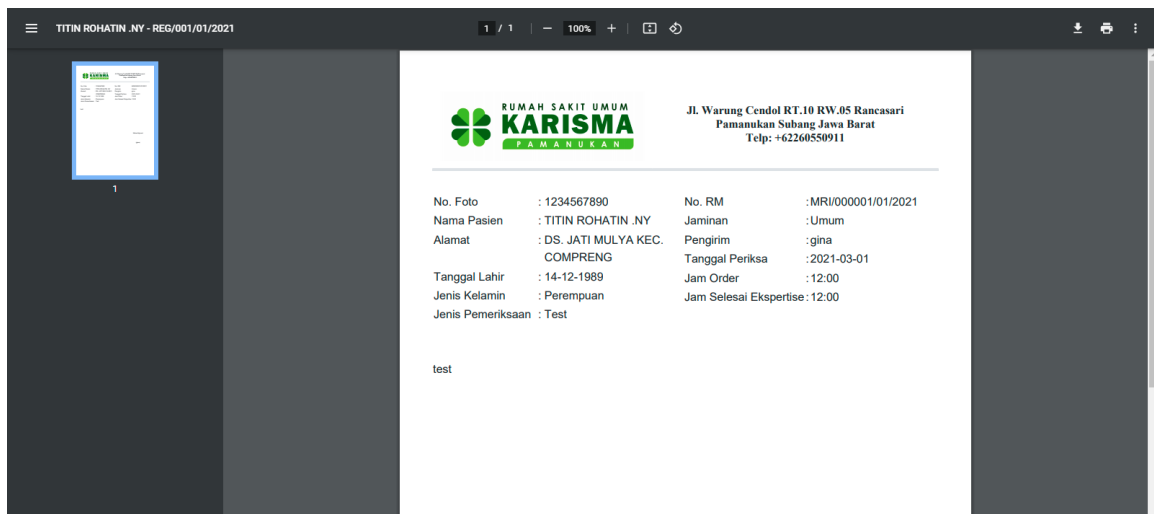 TITIN ROHATIN .NY - REG/001/01/2021
1 / 1
100%
1
RUMAH SAKIT UMUM
KARISMA
PAMANUKAN
Jl. Warung Cendol RT.10 RW.05 Rancasari
Pamanukan Subang Jawa Barat
Telp: +62260550911
No. Foto : 1234567890
Nama Pasien : TITIN ROHATIN .NY
Alamat : DS. JATI MULYA KEC.
COMPRENG
Tanggal Lahir : 14-12-1989
Jenis Kelamin : Perempuan
Jenis Pemeriksaan : Test
No. RM :MRI/000001/01/2021
Jaminan :Umum
Pengirim :gina
Tanggal Periksa :2021-03-01
Jam Order :12:00
Jam Selesai Ekspertise :12:00
test